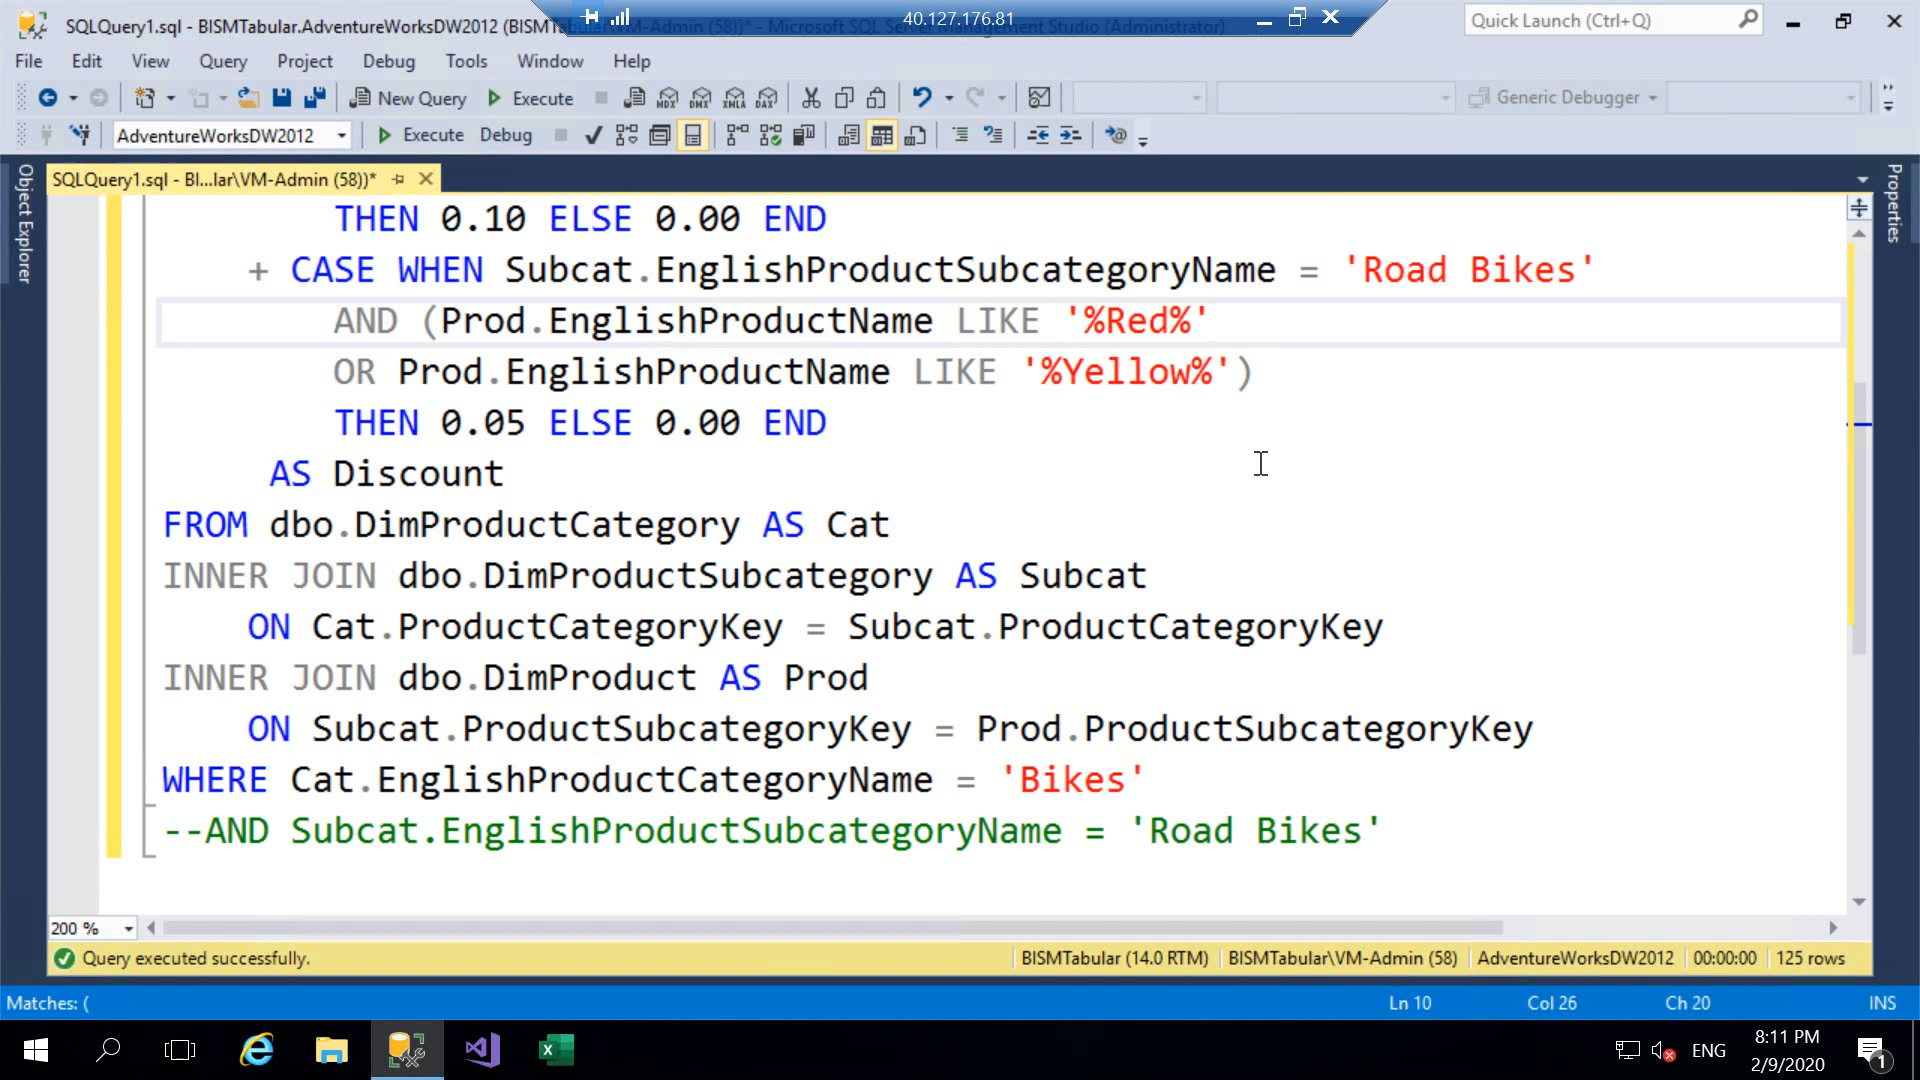 SQLQuery1.sql - BISMTabular.AdventureWorksDW2012 (BISMTabular\VM-Admin (58))* - Microsoft SQL Server Management Studio (Administrator)
40.127.176.81
Quick Launch (Ctrl+Q)
File Edit View Query Project Debug Tools Window Help
New Query Execute MDX DMX XMLA DAX Generic Debugger
AdventureWorksDW2012 Execute Debug
Object Explorer
SQLQuery1.sql - BI...lar\VM-Admin (58))*
Properties
THEN 0.10 ELSE 0.00 END
+ CASE WHEN Subcat.EnglishProductSubcategoryName = 'Road Bikes'
AND (Prod.EnglishProductName LIKE '%Red%'
OR Prod.EnglishProductName LIKE '%Yellow%')
THEN 0.05 ELSE 0.00 END
AS Discount
FROM dbo.DimProductCategory AS Cat
INNER JOIN dbo.DimProductSubcategory AS Subcat
ON Cat.ProductCategoryKey = Subcat.ProductCategoryKey
INNER JOIN dbo.DimProduct AS Prod
ON Subcat.ProductSubcategoryKey = Prod.ProductSubcategoryKey
WHERE Cat.EnglishProductCategoryName = 'Bikes'
--AND Subcat.EnglishProductSubcategoryName = 'Road Bikes'
200 %
Query executed successfully. BISMTabular (14.0 RTM) BISMTabular\VM-Admin (58) AdventureWorksDW2012 00:00:00 125 rows
Matches: ( Ln 10 Col 26 Ch 20 INS
ENG
8:11 PM
2/9/2020
1